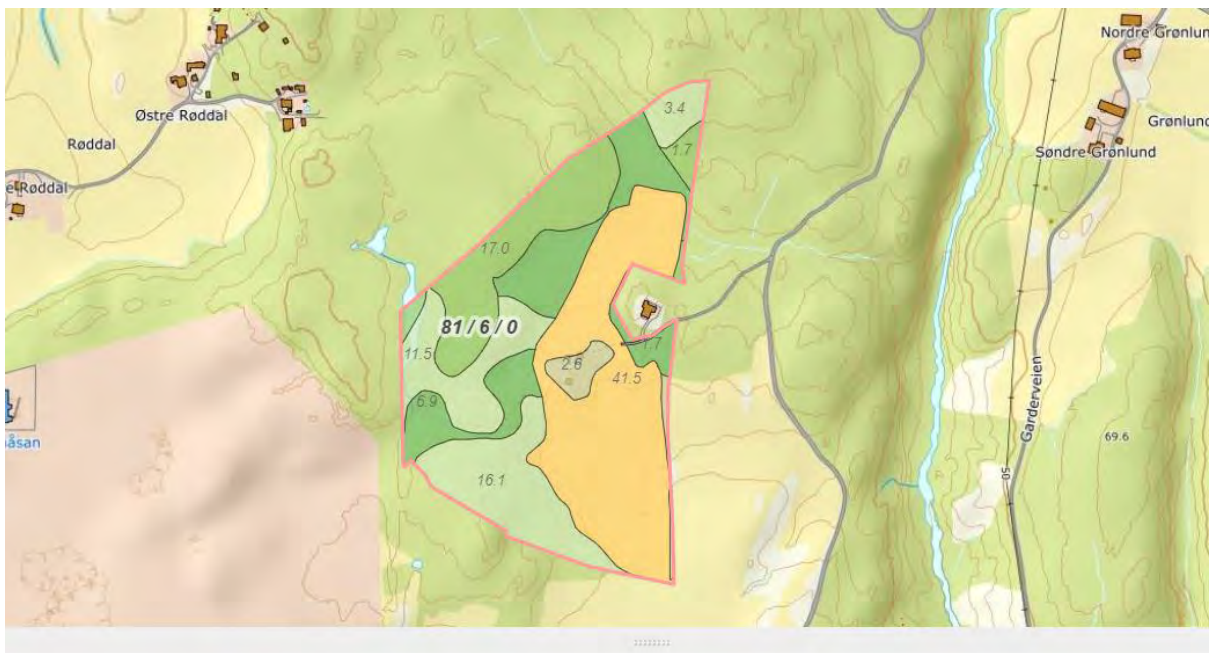 Nordre Grønlun
3.4
Østre Røddal
Grønlund
Røddal
1.7
Søndre Grønlund
e Røddal
17.0
81 / 6 / 0
1.7
11.5
2.6
41.5
6.9
Garderveien
69.6
åsan
50
16.1